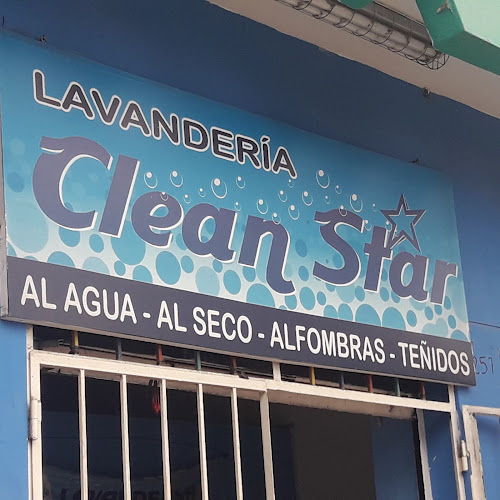 LAVANDERÍA
Clean Star
AL AGUA - AL SECO - ALFOMBRAS - TEÑIDOS
251